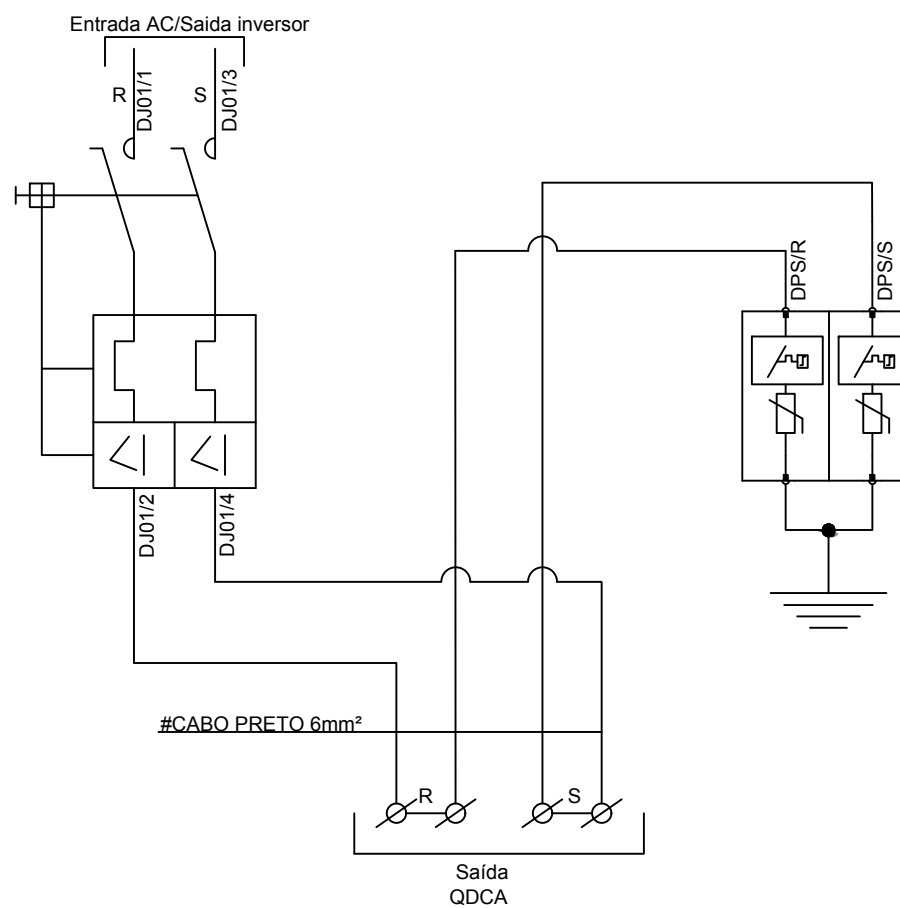 Entrada AC/Saida inversor
R
DJ01/1
S
DJ01/3
DPS/R
DPS/S
DJ01/2
DJ01/4
#CABO PRETO 6mm²
R
S
Saída
QDCA